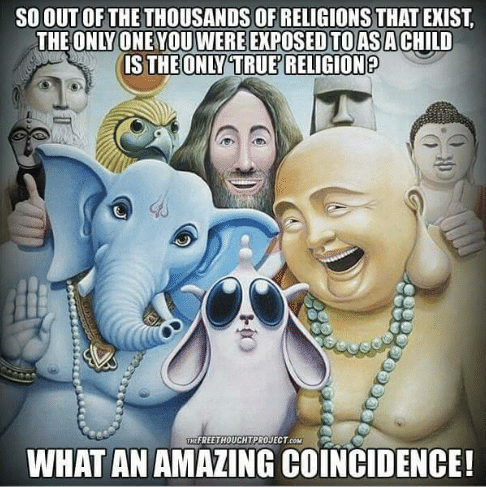 SO OUT OF THE THOUSANDS OF RELIGIONS THAT EXIST,
THE ONLY ONE YOU WERE EXPOSED TO AS A CHILD
IS THE ONLY 'TRUE' RELIGION?
THEFREETHOUGHTPROJECT.COM
WHAT AN AMAZING COINCIDENCE!